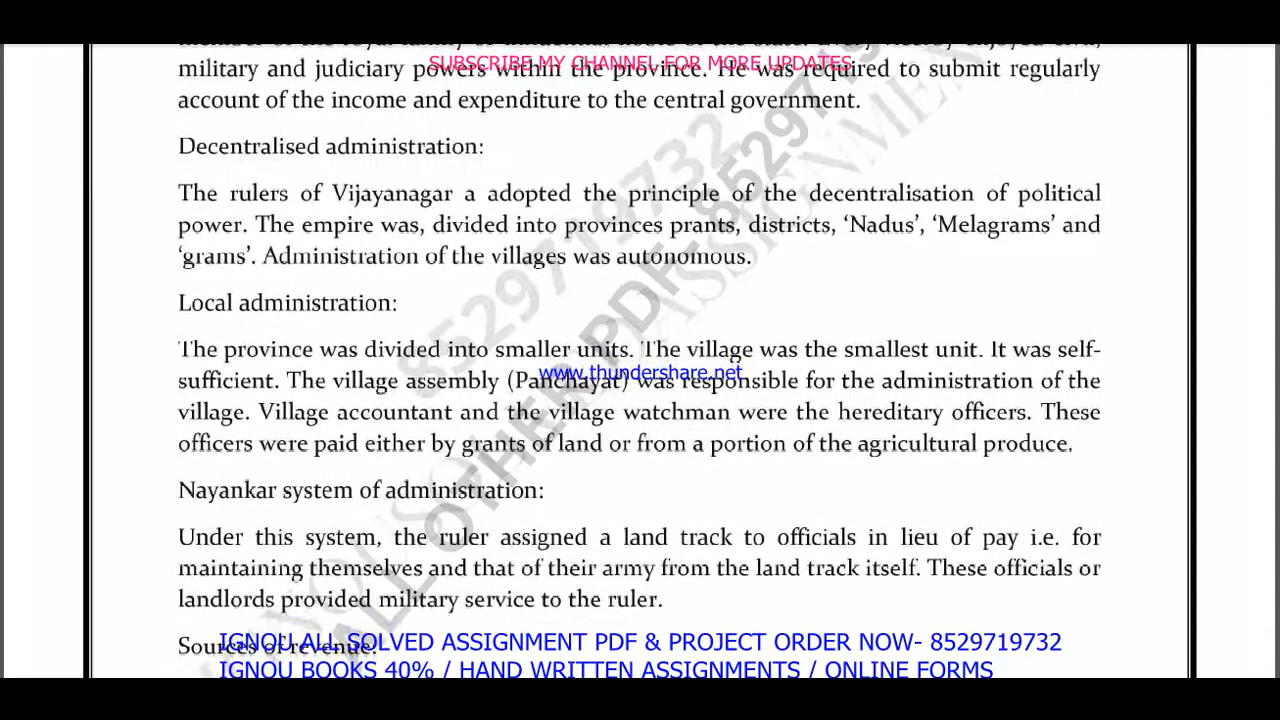 SUBSCRIBE MY CHANNEL FOR MORE UPDATES
military and judiciary powers within the province. He was required to submit regularly
account of the income and expenditure to the central government.
Decentralised administration:
The rulers of Vijayanagar a adopted the principle of the decentralisation of political
power. The empire was, divided into provinces prants, districts, ‘Nadus’, ‘Melagrams’ and
‘grams’. Administration of the villages was autonomous.
Local administration:
The province was divided into smaller units. The village was the smallest unit. It was self-
www.thundershare.net
sufficient. The village assembly (Panchayat) was responsible for the administration of the
village. Village accountant and the village watchman were the hereditary officers. These
officers were paid either by grants of land or from a portion of the agricultural produce.
Nayankar system of administration:
Under this system, the ruler assigned a land track to officials in lieu of pay i.e. for
maintaining themselves and that of their army from the land track itself. These officials or
landlords provided military service to the ruler.
Sources of revenue:
IGNOU ALL SOLVED ASSIGNMENT PDF & PROJECT ORDER NOW- 8529719732
IGNOU BOOKS 40% / HAND WRITTEN ASSIGNMENTS / ONLINE FORMS
8529719732
ALL OTHER PDF- 8529719